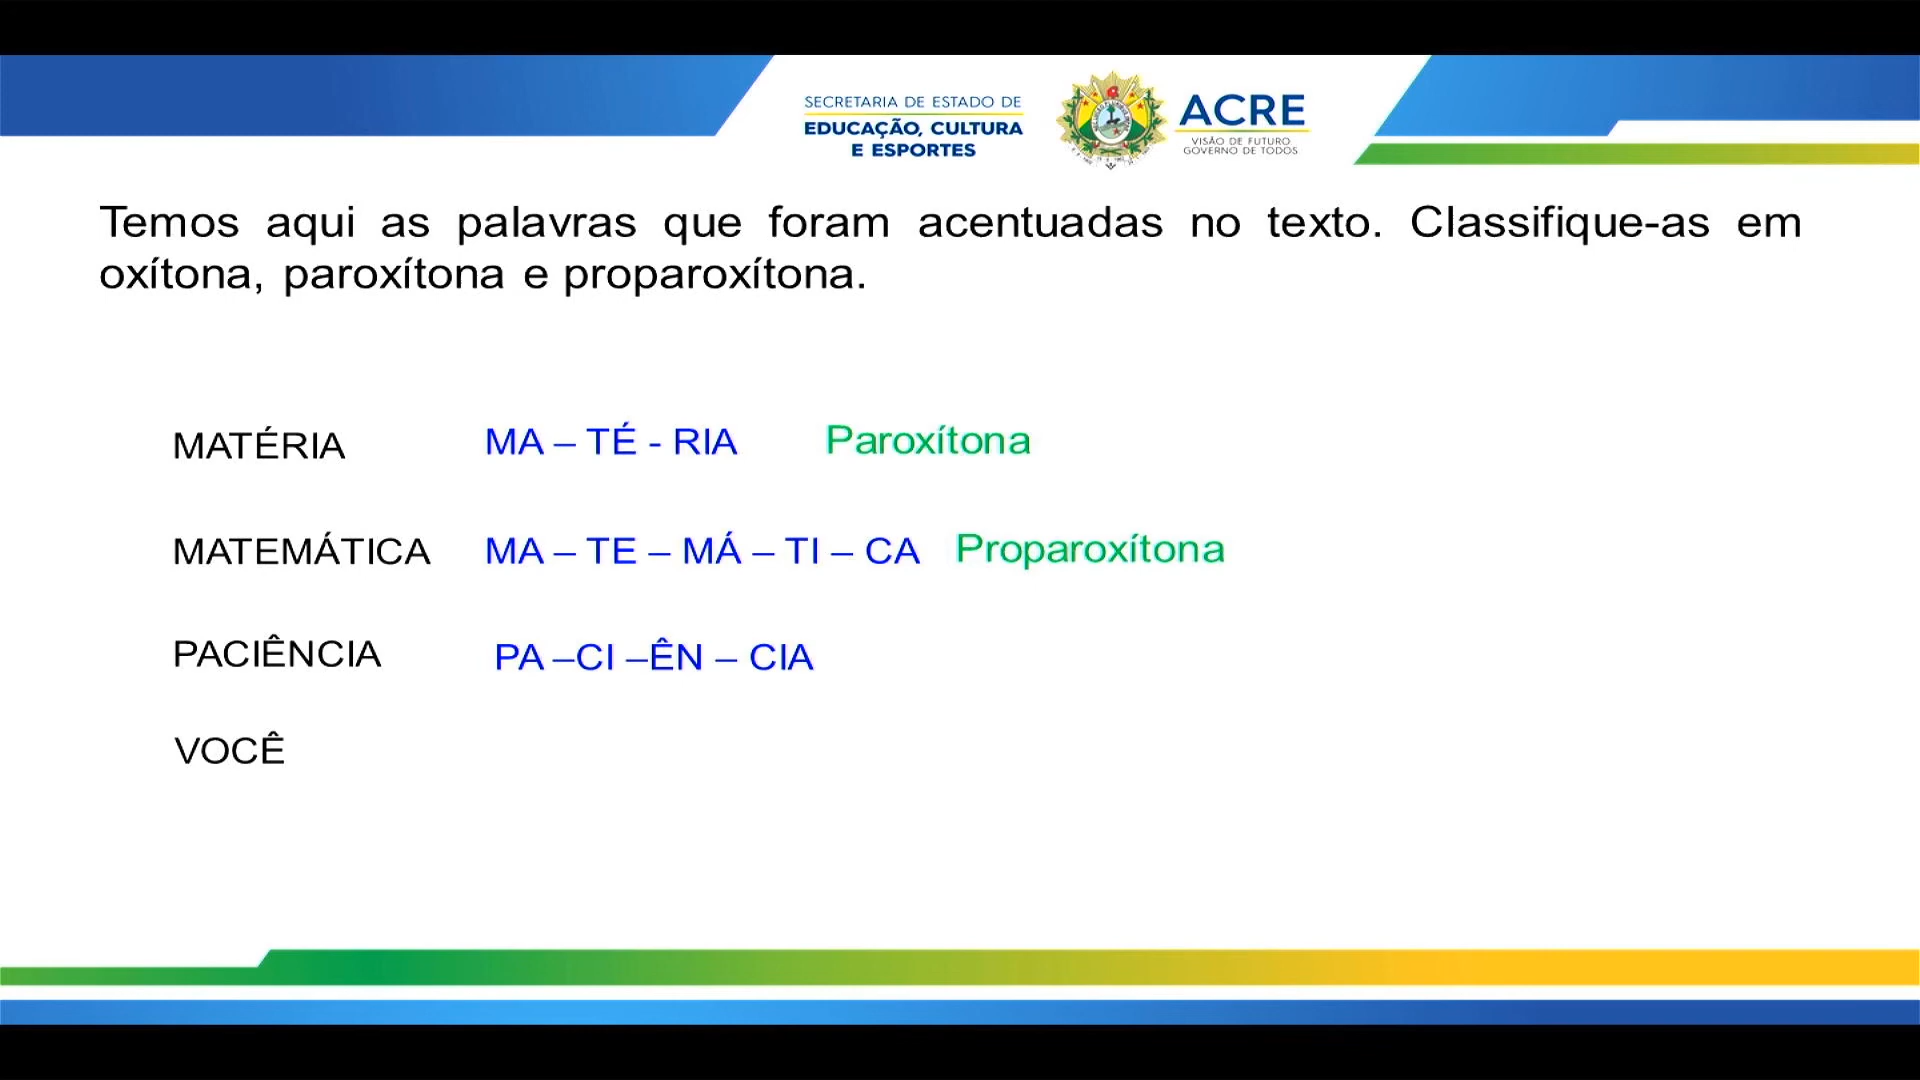 SECRETARIA DE ESTADO DE
EDUCAÇÃO, CULTURA
E ESPORTES
ACRE
VISÃO DE FUTURO
GOVERNO DE TODOS
Temos aqui as palavras que foram acentuadas no texto. Classifique-as em
oxítona, paroxítona e proparoxítona.
MATÉRIA MA – TÉ - RIA Paroxítona
MATEMÁTICA MA – TE – MÁ – TI – CA Proparoxítona
PACIÊNCIA PA –CI –ÊN – CIA
VOCÊ